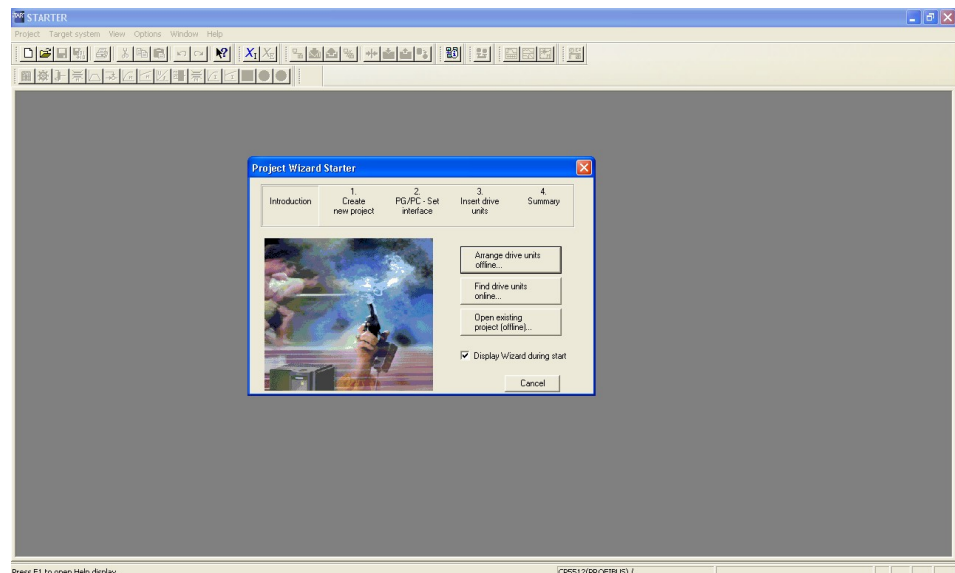 STARTER
Project Target system View Options Window Help
Project Wizard Starter
Introduction
1.
Create
new project
2.
PG/PC - Set
interface
3.
Insert drive
units
4.
Summary
Arrange drive units
offline...
Find drive units
online...
Open existing
project (offline)...
Display Wizard during start
Cancel
Press F1 to open Help display.
CP5512(PROFIBUS)